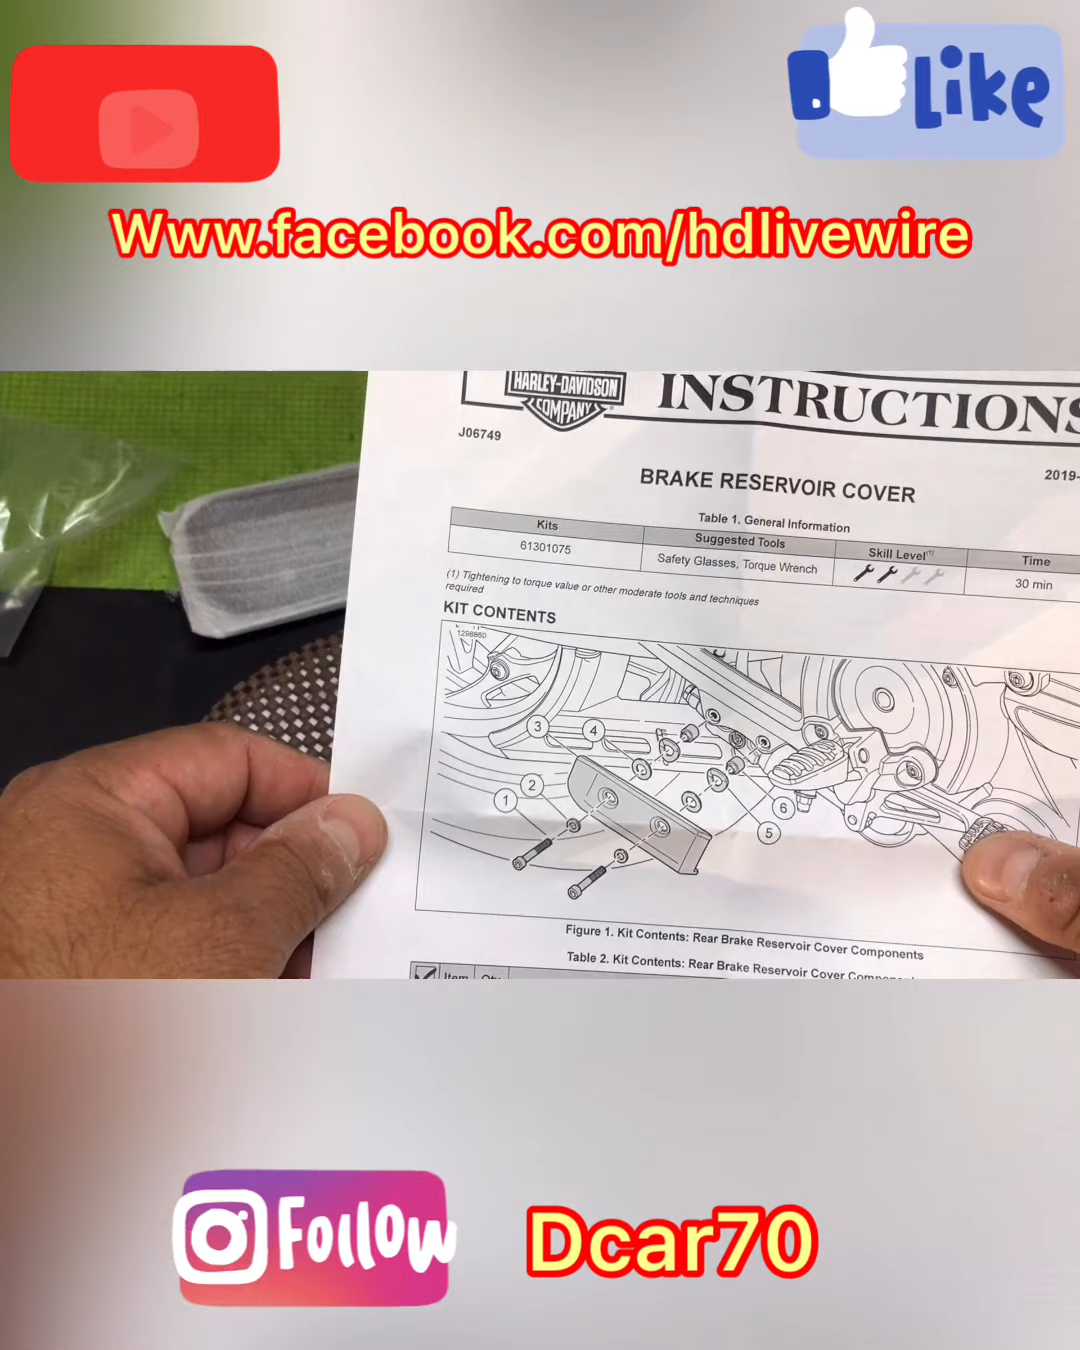 Like
Www.facebook.com/hdlivewire
HARLEY-DAVIDSON
COMPANY
INSTRUCTIONS
J06749
2019-
BRAKE RESERVOIR COVER
Table 1. General Information
Kits
Suggested Tools
Skill Level(1)
Time
61301075
Safety Glasses, Torque Wrench
30 min
(1) Tightening to torque value or other moderate tools and techniques
required
KIT CONTENTS
1298860
3
4
2
1
6
5
Figure 1. Kit Contents: Rear Brake Reservoir Cover Components
Table 2. Kit Contents: Rear Brake Reservoir Cover
Item
Follow
Dcar70